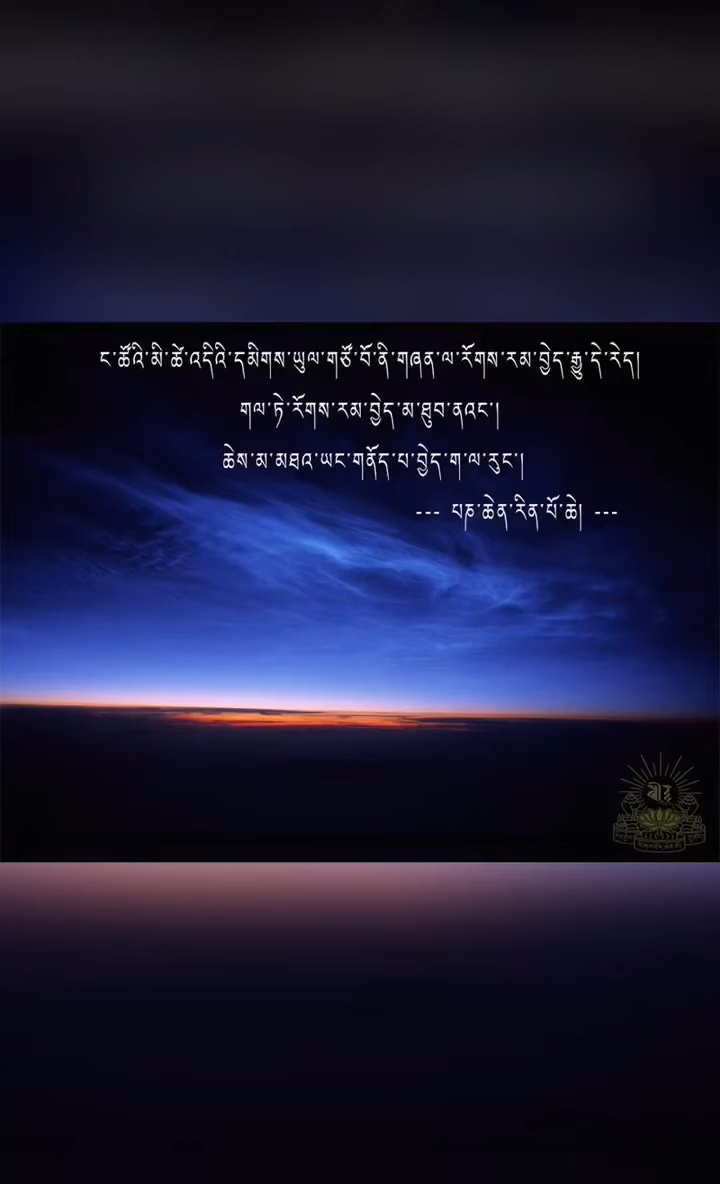 ང་ཚོའི་མི་ཚེ་འདིའི་དམིགས་ཡུལ་གཙོ་བོ་ནི་གཞན་ལ་རོགས་རམ་བྱེད་རྒྱུ་དེ་རེད།
གལ་ཏེ་རོགས་རམ་བྱེད་མ་ཐུབ་ནའང་།
ཆེས་མ་མཐའ་ཡང་གནོད་པ་བྱེད་ག་ལ་རུང་།
--- པཎ་ཆེན་རིན་པོ་ཆེ། ---